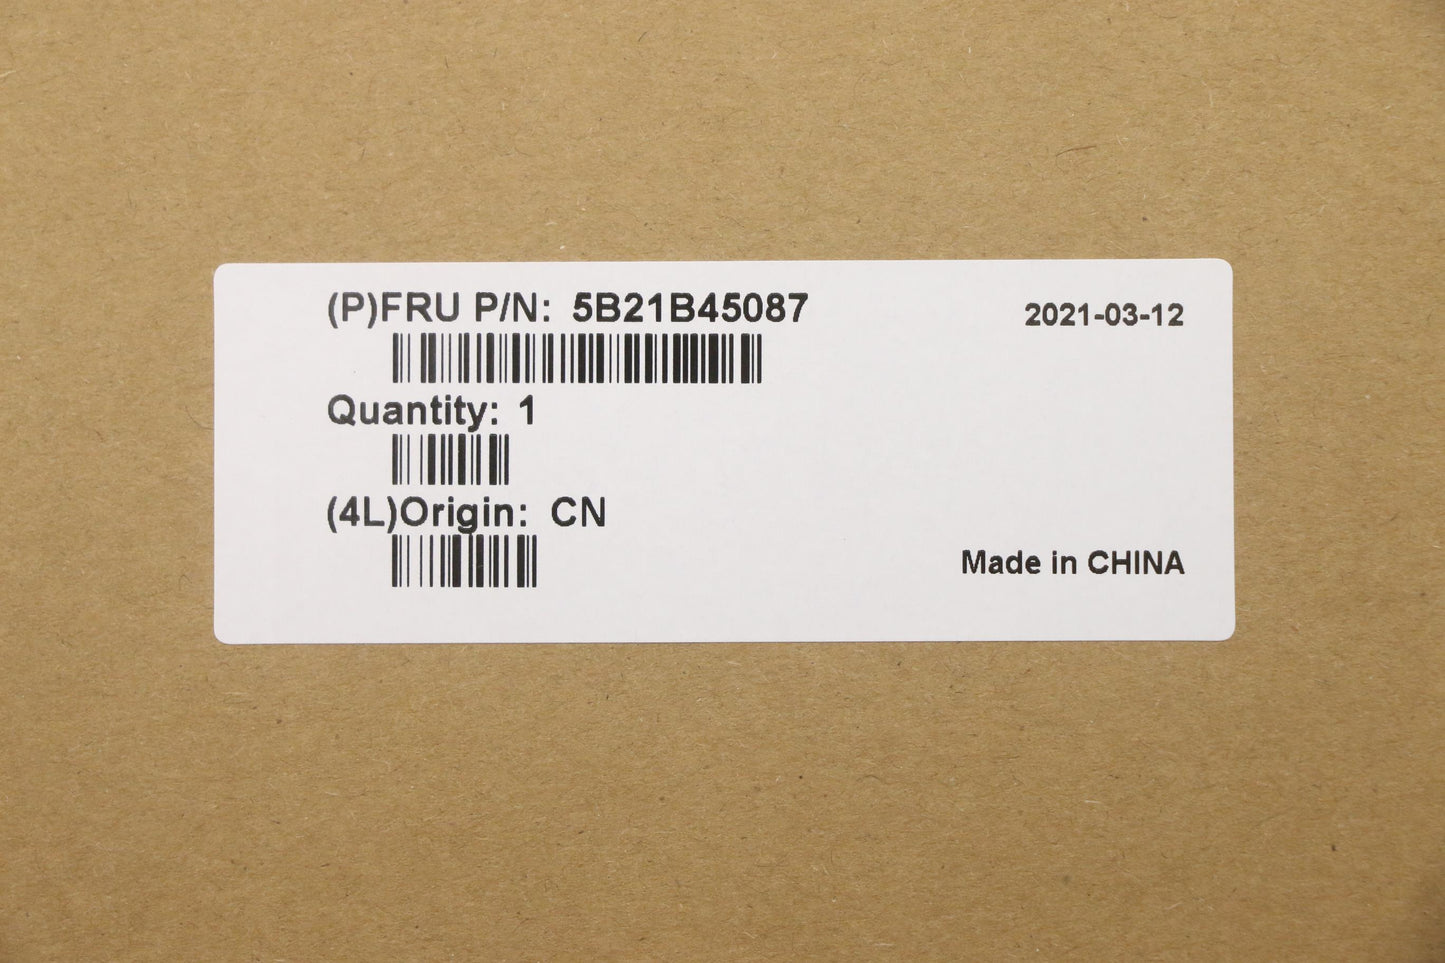 (P)FRU P/N: 5B21B45087
2021-03-12
Quantity: 1
(4L)Origin: CN
Made in CHINA